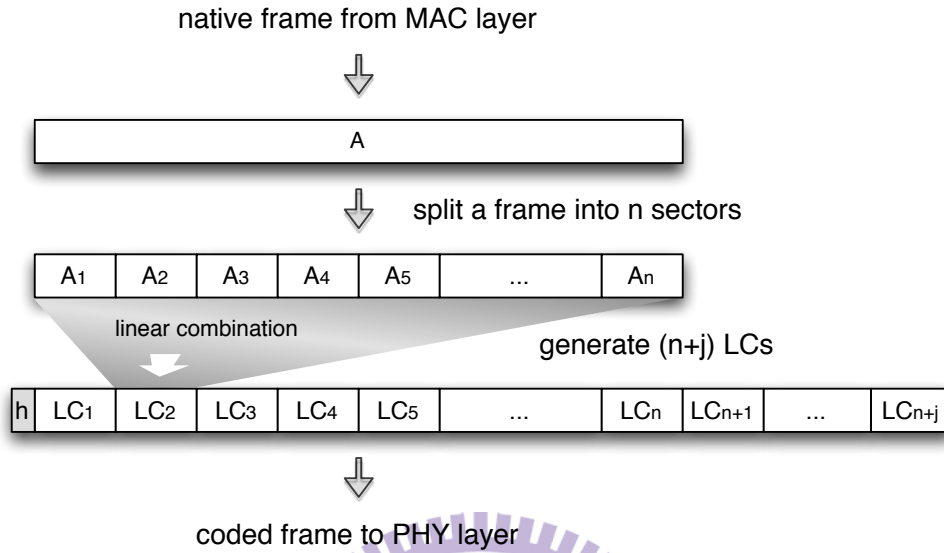 native frame from MAC layer
A
split a frame into n sectors
A1 A2 A3 A4 A5 ... An
linear combination
generate (n+j) LCs
h LC1 LC2 LC3 LC4 LC5 ... LCn LCn+1 ... LCn+j
coded frame to PHY layer